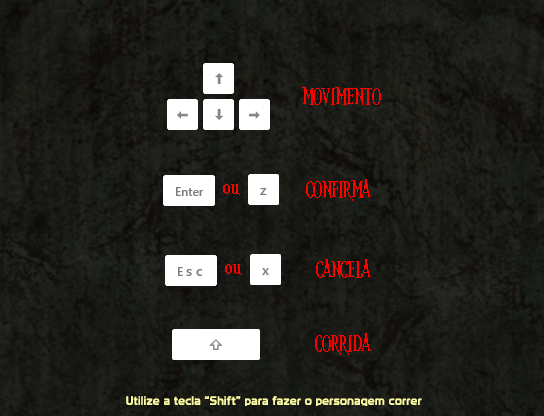 MOVIMENTO
Enter ou z CONFIRMA
Esc ou x CANCELA
CORRIDA
Utilize a tecla “Shift” para fazer o personagem correr